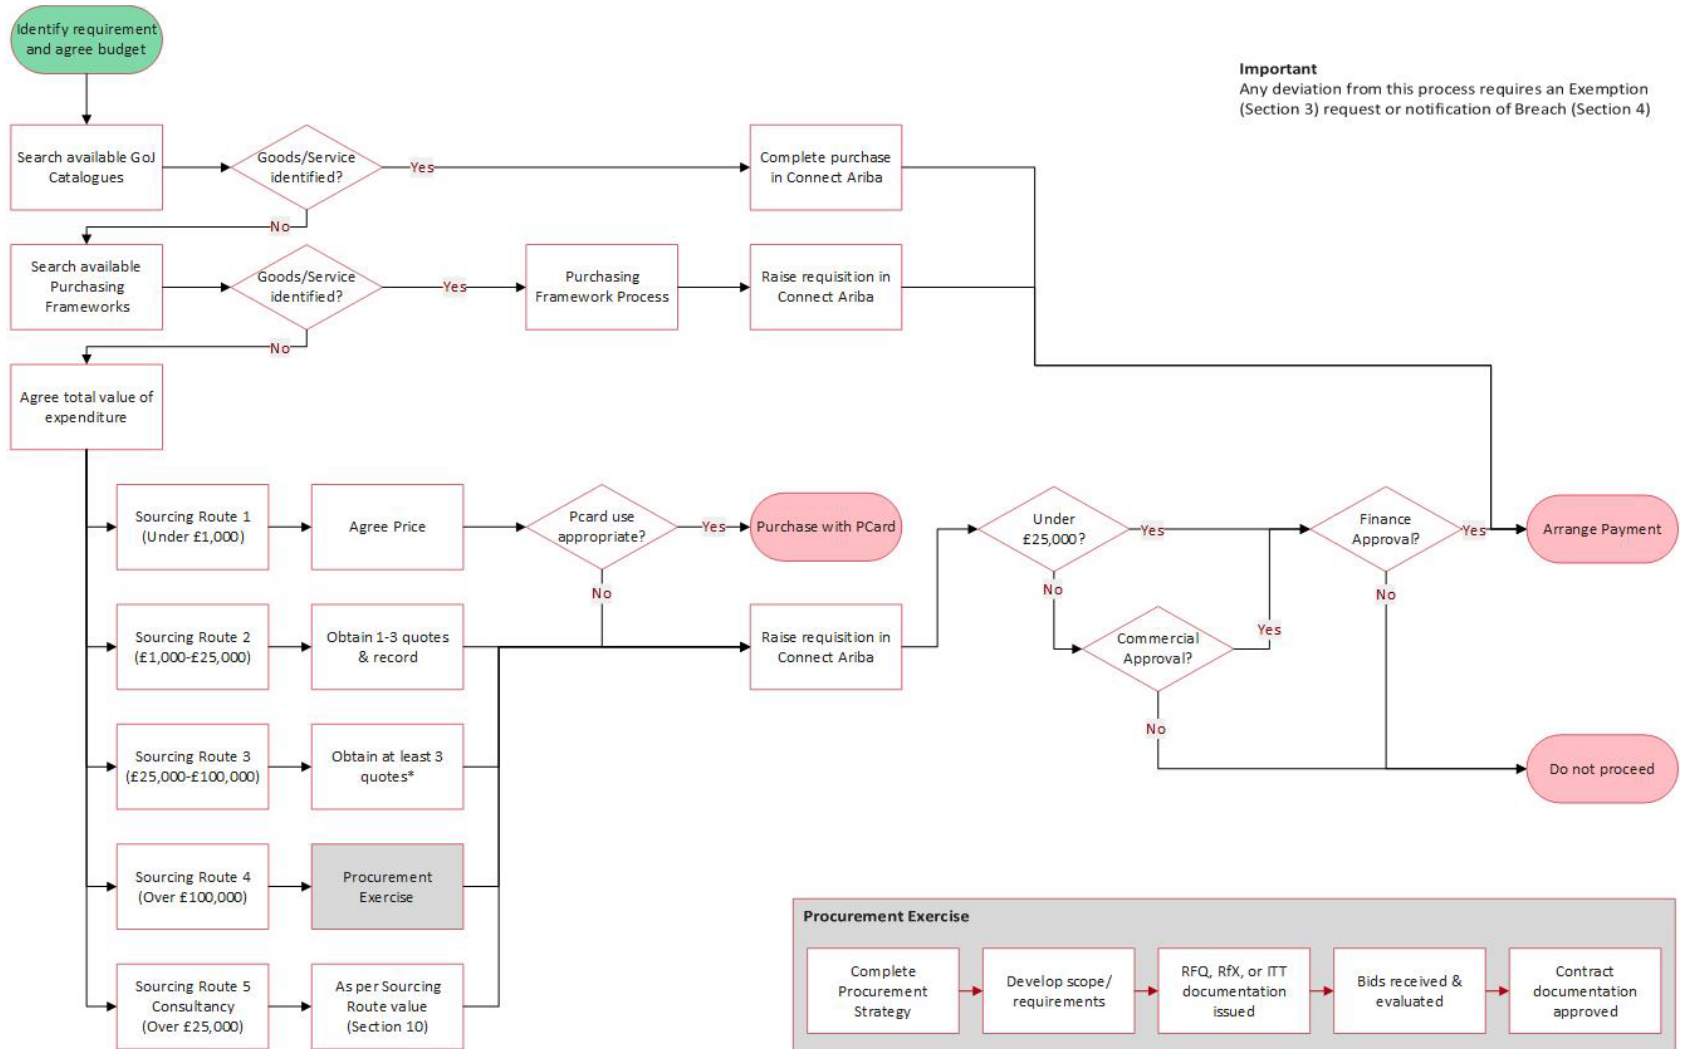 Identify requirement
and agree budget
Important
Any deviation from this process requires an Exemption
(Section 3) request or notification of Breach (Section 4)
Search available GoJ
Catalogues
Goods/Service
identified?
Yes
Complete purchase
in Connect Ariba
No
Search available
Purchasing
Frameworks
Goods/Service
identified?
Yes
Purchasing
Framework Process
Raise requisition in
Connect Ariba
No
Agree total value of
expenditure
Sourcing Route 1
(Under £1,000)
Agree Price
Pcard use
appropriate?
Yes
Purchase with PCard
No
Under
£25,000?
Yes
No
Finance
Approval?
Yes
Arrange Payment
No
Sourcing Route 2
(£1,000-£25,000)
Obtain 1-3 quotes
& record
Raise requisition in
Connect Ariba
Commercial
Approval?
Yes
No
Sourcing Route 3
(£25,000-£100,000)
Obtain at least 3
quotes*
Do not proceed
Sourcing Route 4
(Over £100,000)
Procurement
Exercise
Sourcing Route 5
Consultancy
(Over £25,000)
As per Sourcing
Route value
(Section 10)
Procurement Exercise
Complete
Procurement
Strategy
Develop scope/
requirements
RFQ, RfX, or ITT
documentation
issued
Bids received &
evaluated
Contract
documentation
approved